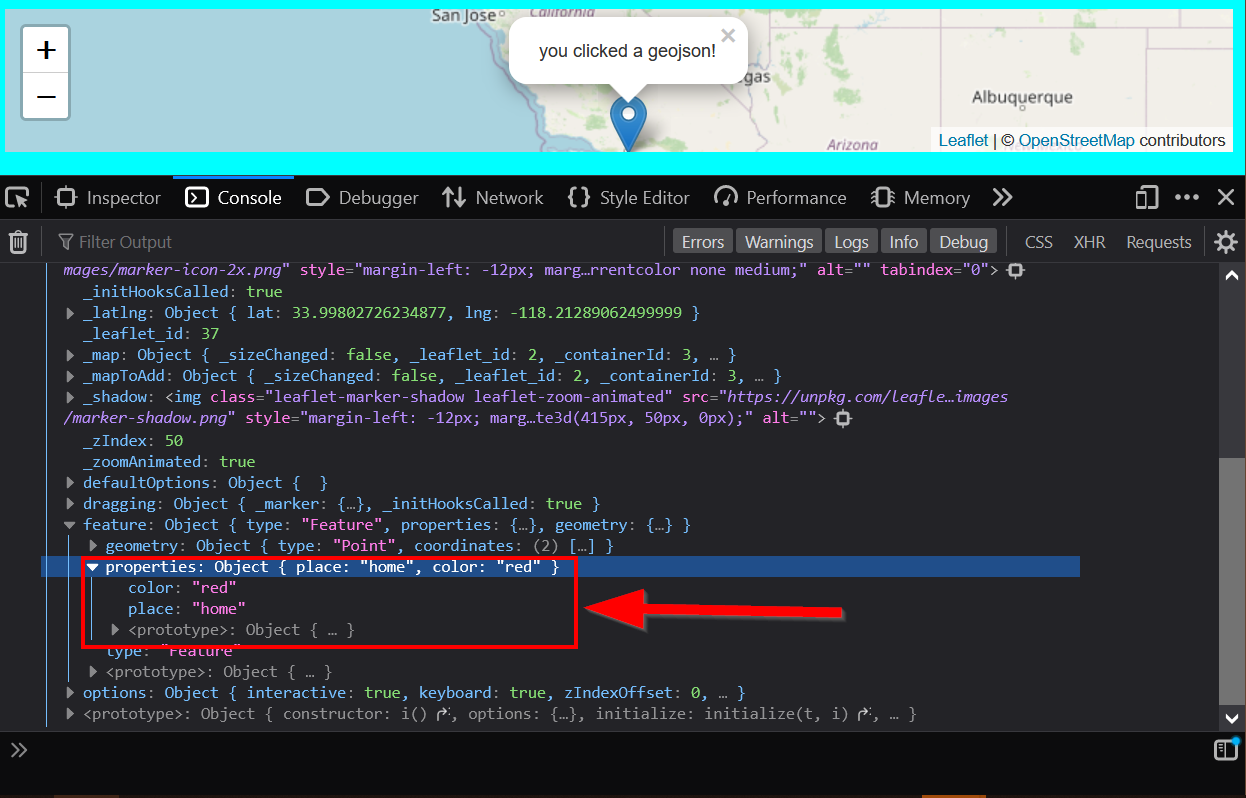 San Jose
California
+
you clicked a geojson!
×
egas
−
Albuquerque
Arizona
Leaflet | © OpenStreetMap contributors
Inspector
Console
Debugger
Network
Style Editor
Performance
Memory
Filter Output
Errors
Warnings
Logs
Info
Debug
CSS
XHR
Requests
mages/marker-icon-2x.png" style="margin-left: -12px; marg…rrentcolor none medium;" alt="" tabindex="0">
_initHooksCalled: true
_latlng: Object { lat: 33.99802726234877, lng: -118.21289062499999 }
_leaflet_id: 37
_map: Object { _sizeChanged: false, _leaflet_id: 2, _containerId: 3, … }
_mapToAdd: Object { _sizeChanged: false, _leaflet_id: 2, _containerId: 3, … }
_shadow: <img class="leaflet-marker-shadow leaflet-zoom-animated" src="https://unpkg.com/leafle…images
/marker-shadow.png" style="margin-left: -12px; marg…te3d(415px, 50px, 0px);" alt="">
_zIndex: 50
_zoomAnimated: true
defaultOptions: Object {  }
dragging: Object { _marker: {…}, _initHooksCalled: true }
feature: Object { type: "Feature", properties: {…}, geometry: {…} }
geometry: Object { type: "Point", coordinates: (2) […] }
properties: Object { place: "home", color: "red" }
color: "red"
place: "home"
<prototype>: Object { … }
type: "Feature"
<prototype>: Object { … }
options: Object { interactive: true, keyboard: true, zIndexOffset: 0, … }
<prototype>: Object { constructor: i(), options: {…}, initialize: initialize(t, i), … }